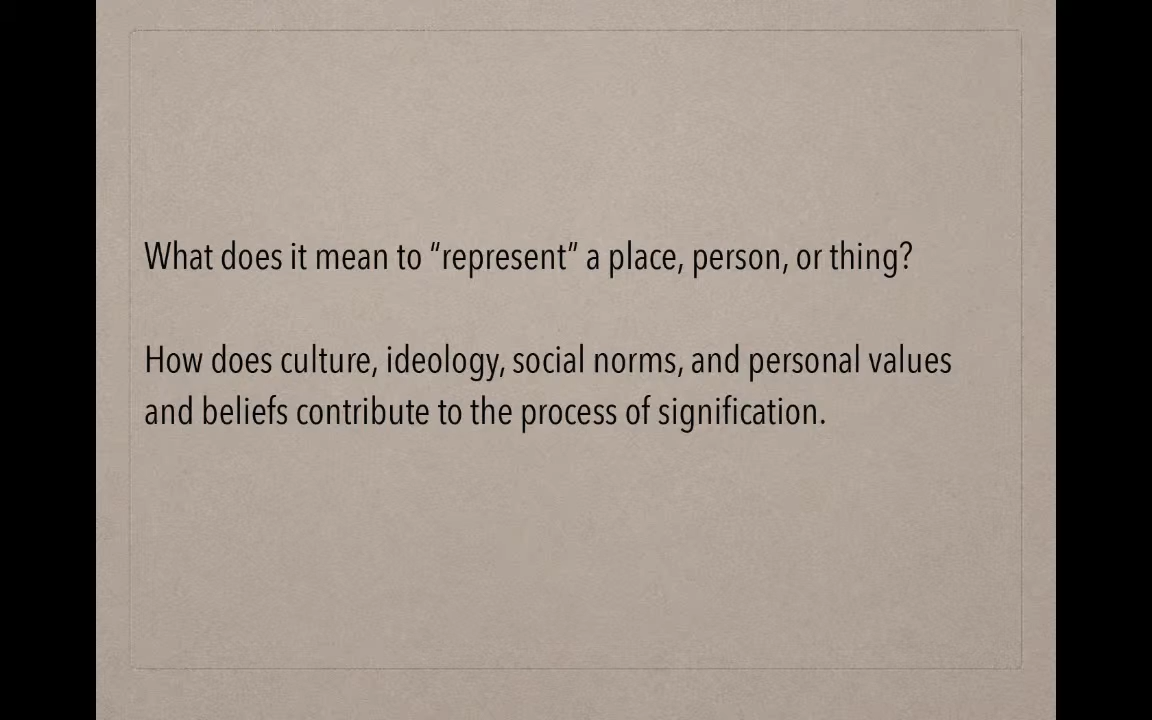 What does it mean to “represent” a place, person, or thing?
How does culture, ideology, social norms, and personal values
and beliefs contribute to the process of signification.